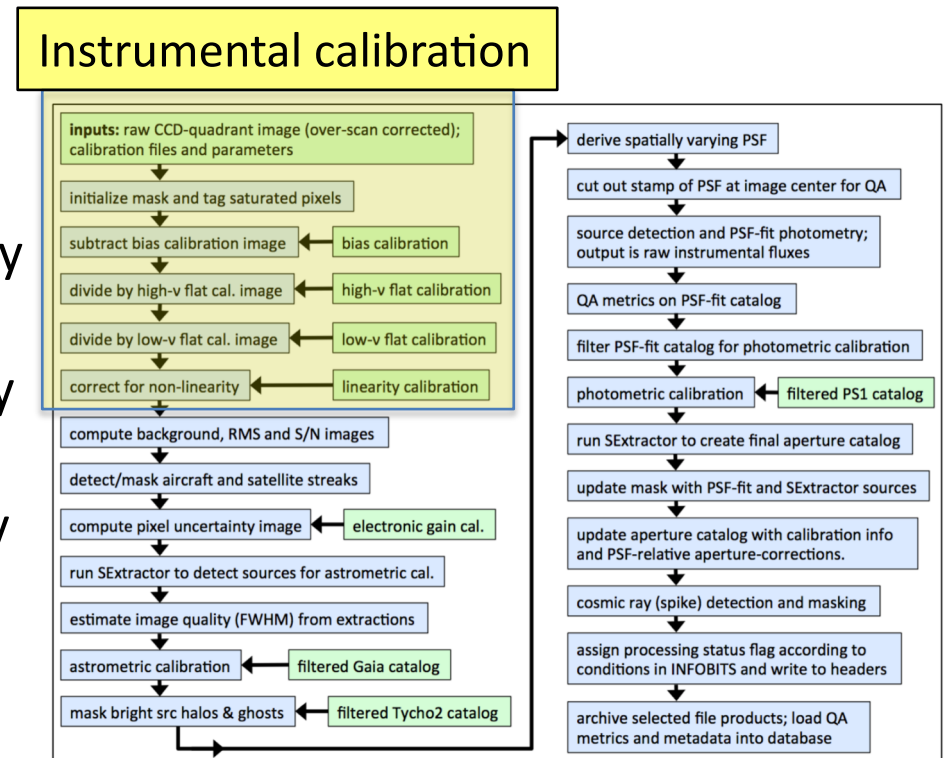 Instrumental calibration
inputs: raw CCD-quadrant image (over-scan corrected);
calibration files and parameters
initialize mask and tag saturated pixels
subtract bias calibration image
bias calibration
divide by high-ν flat cal. image
high-ν flat calibration
divide by low-ν flat cal. image
low-ν flat calibration
correct for non-linearity
linearity calibration
compute background, RMS and S/N images
detect/mask aircraft and satellite streaks
compute pixel uncertainty image
electronic gain cal.
run SExtractor to detect sources for astrometric cal.
estimate image quality (FWHM) from extractions
astrometric calibration
filtered Gaia catalog
mask bright src halos & ghosts
filtered Tycho2 catalog
derive spatially varying PSF
cut out stamp of PSF at image center for QA
source detection and PSF-fit photometry;
output is raw instrumental fluxes
QA metrics on PSF-fit catalog
filter PSF-fit catalog for photometric calibration
photometric calibration
filtered PS1 catalog
run SExtractor to create final aperture catalog
update mask with PSF-fit and SExtractor sources
update aperture catalog with calibration info
and PSF-relative aperture-corrections.
cosmic ray (spike) detection and masking
assign processing status flag according to
conditions in INFOBITS and write to headers
archive selected file products; load QA
metrics and metadata into database
y
y
y